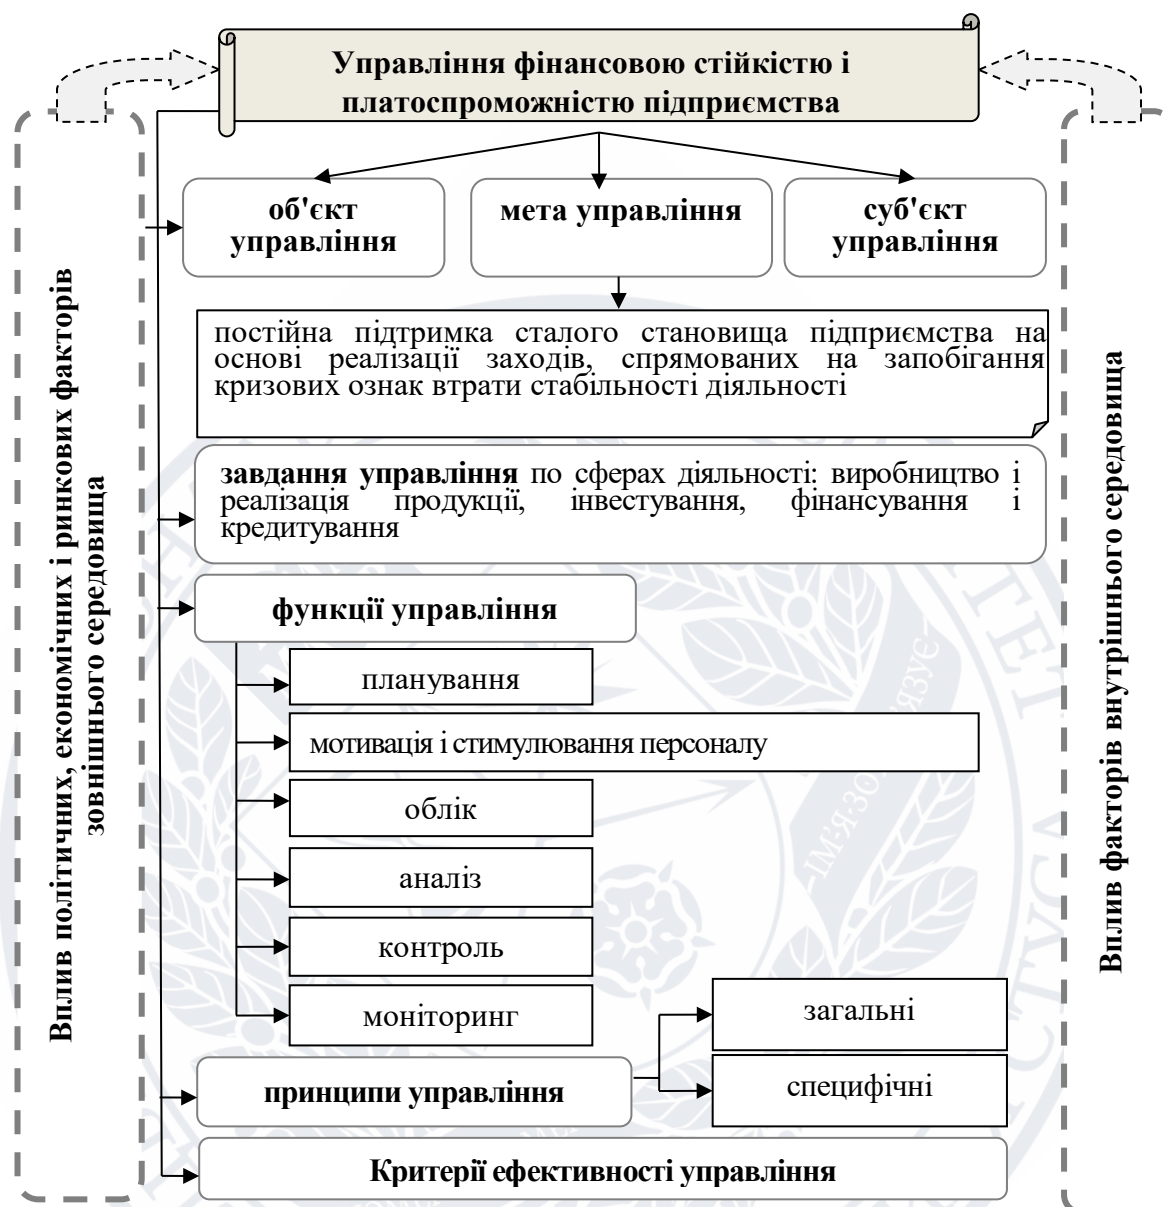 Управління фінансовою стійкістю і
платоспроможністю підприємства
об'єкт
управління
мета управління
суб'єкт
управління
постійна підтримка сталого становища підприємства на
основі реалізації заходів, спрямованих на запобігання
кризових ознак втрати стабільності діяльності
завдання управління по сферах діяльності: виробництво і
реалізація продукції, інвестування, фінансування і
кредитування
функції управління
планування
мотивація і стимулювання персоналу
облік
аналіз
контроль
моніторинг
принципи управління
загальні
специфічні
Критерії ефективності управління
Вплив політичних, економічних і ринкових факторів
зовнішнього середовища
Вплив факторів внутрішнього середовища